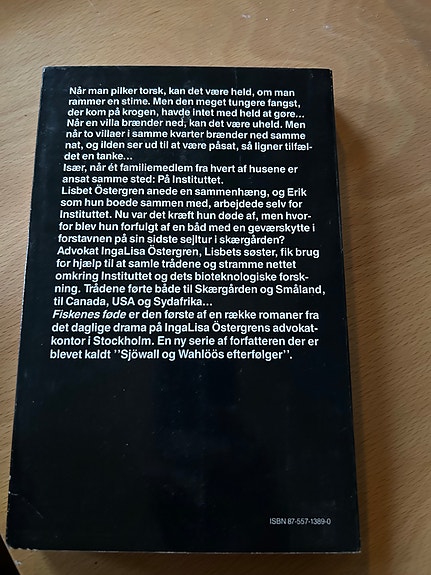 Når man pilker torsk, kan det være held, om man
rammer en stime. Men den meget tungere fangst,
der kom på krogen, havde intet med held at gøre...
Når en villa brænder ned, kan det være uheld. Men
når to villaer i samme kvarter brænder ned samme
nat, og ilden ser ud til at være påsat, så ligner tilfæl-
det en tanke...
Især, når ét familiemedlem fra hvert af husene er
ansat samme sted: På Instituttet.
Lisbet Östergren anede en sammenhæng, og Erik
som hun boede sammen med, arbejdede selv for
Instituttet. Nu var det kræft hun døde af, men hvor-
for blev hun forfulgt af en båd med en geværskytte i
forstavnen på sin sidste sejltur i skærgården?
Advokat IngaLisa Östergren, Lisbets søster, fik brug
for hjælp til at samle trådene og stramme nettet
omkring Instituttet og dets bioteknologiske forsk-
ning. Trådene førte både til Skærgården og Småland,
til Canada, USA og Sydafrika...
Fiskenes føde er den første af en række romaner fra
det daglige drama på IngaLisa Östergrens advokat-
kontor i Stockholm. En ny serie af forfatteren der er
blevet kaldt "Sjöwall og Wahlöös efterfølger".
ISBN 87-557-1389-0